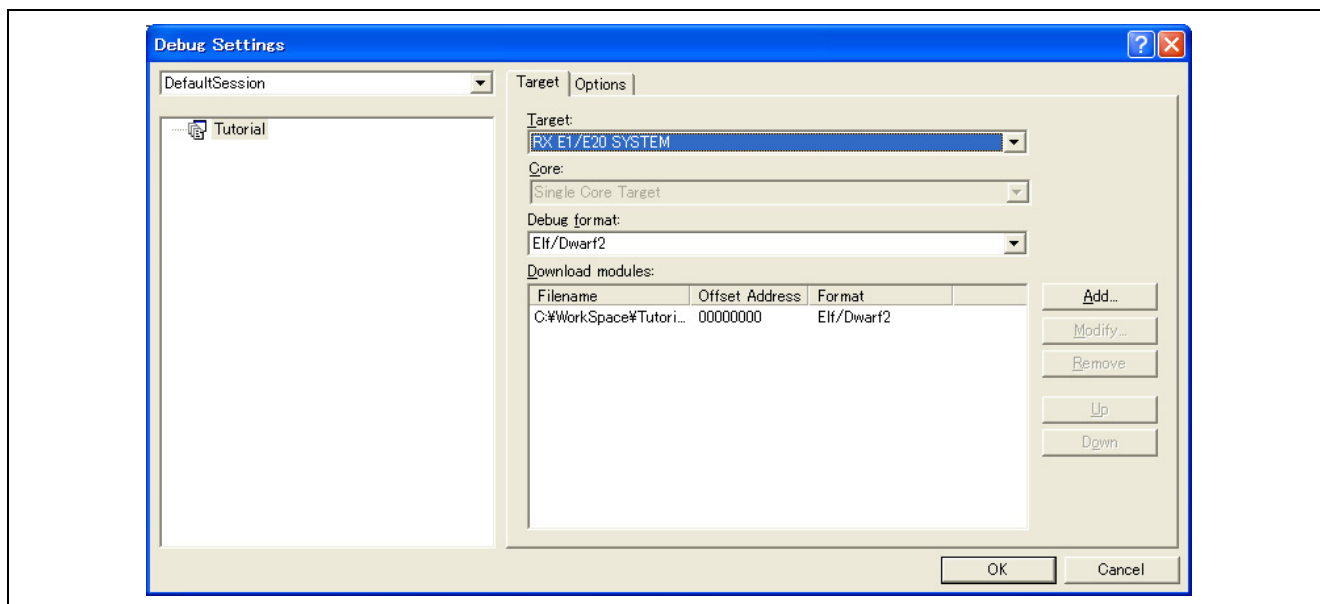 Debug Settings
DefaultSession
Tutorial
Target Options
Target:
RX E1/E20 SYSTEM
Core:
Single Core Target
Debug format:
Elf/Dwarf2
Download modules:
Filename Offset Address Format
C:¥WorkSpace¥Tutori... 00000000 Elf/Dwarf2
Add...
Modify...
Remove
Up
Down
OK Cancel